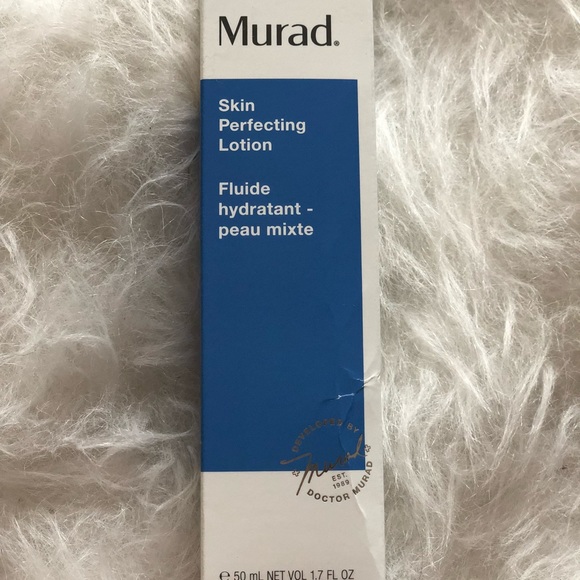 Murad®
Skin
Perfecting
Lotion
Fluide
hydratant -
peau mixte
DEVELOPED BY
Murad
EST.
1989
DOCTOR MURAD
℮ 50 mL NET VOL 1.7 FL OZ